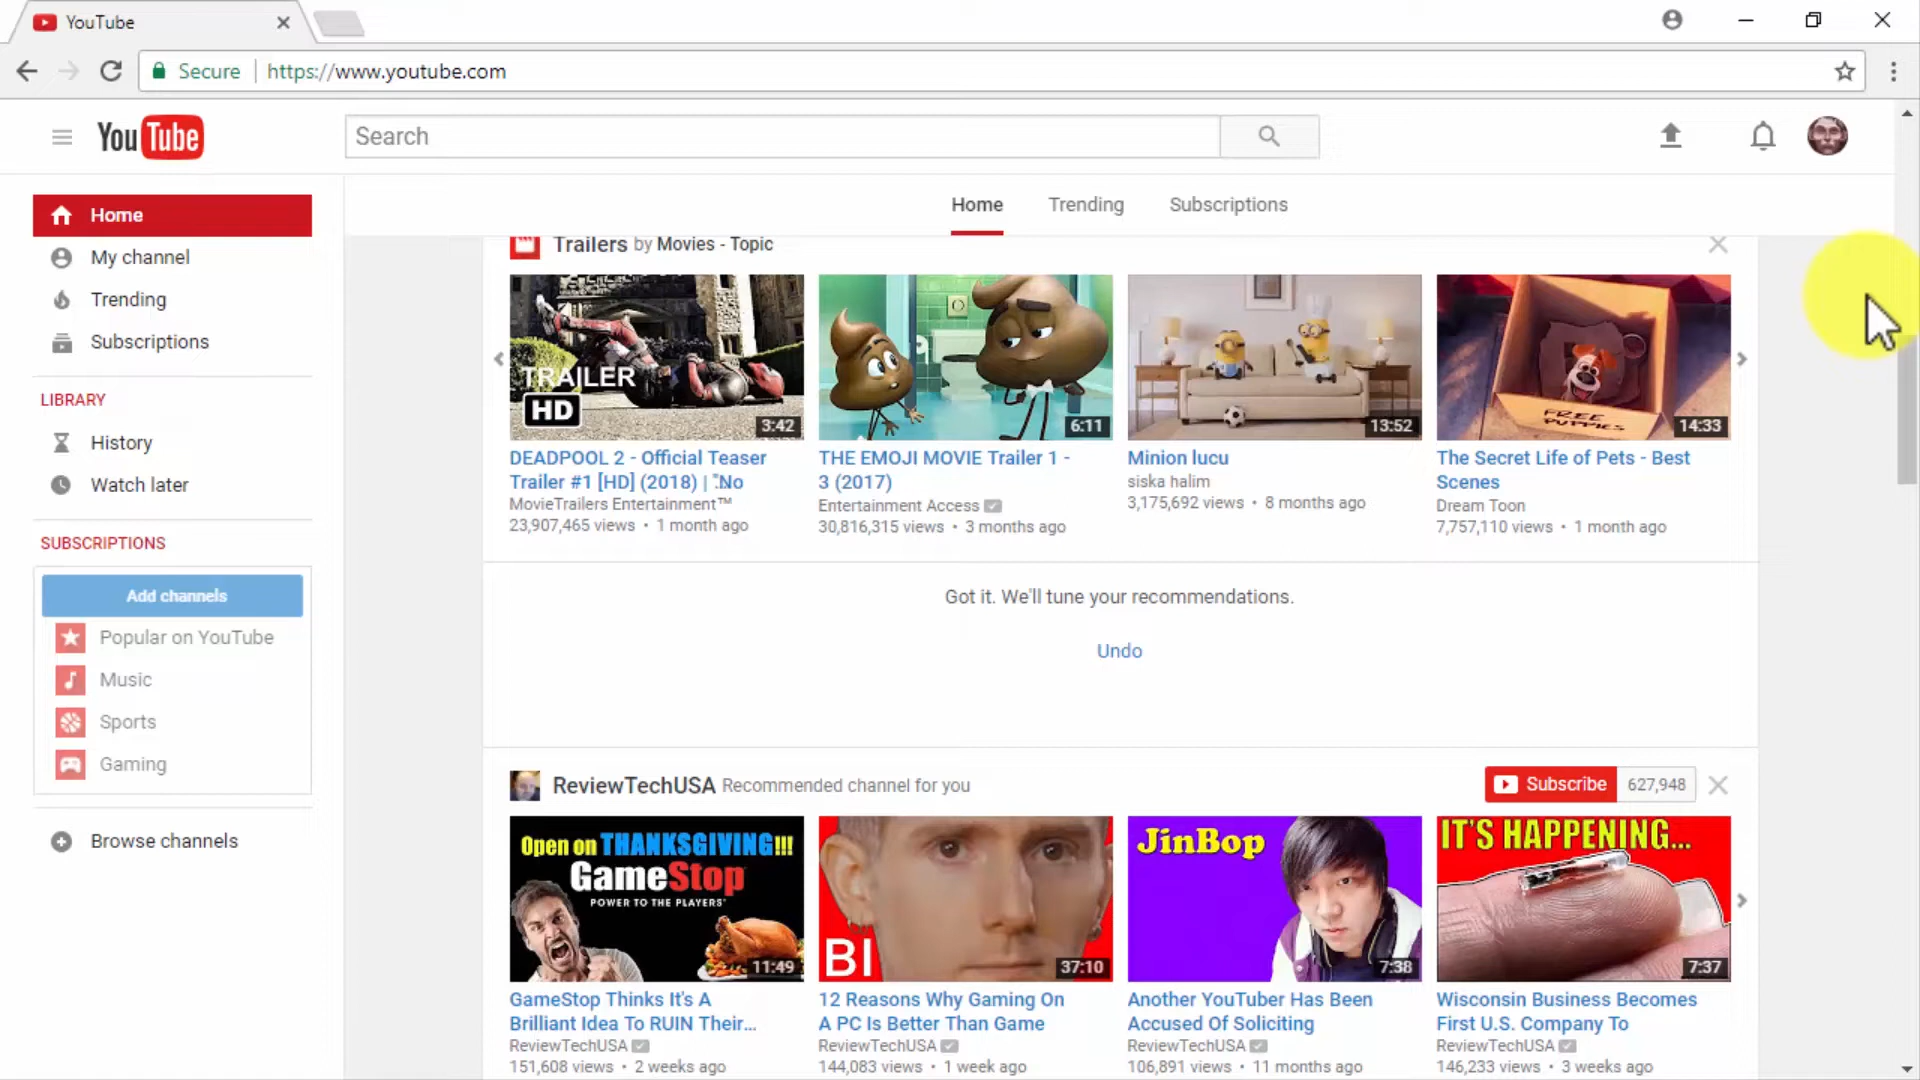 YouTube
Secure
https://www.youtube.com
YouTube
Search
Home
Trending
Subscriptions
Home
My channel
Trending
Subscriptions
LIBRARY
History
Watch later
SUBSCRIPTIONS
Add channels
Popular on YouTube
Music
Sports
Gaming
Browse channels
Trailers by Movies - Topic
TRAILER
HD
3:42
6:11
13:52
FREE
PUPPIES
14:33
DEADPOOL 2 - Official Teaser
Trailer #1 [HD] (2018) | "No
MovieTrailers Entertainment™
23,907,465 views • 1 month ago
THE EMOJI MOVIE Trailer 1 -
3 (2017)
Entertainment Access
30,816,315 views • 3 months ago
Minion lucu
siska halim
3,175,692 views • 8 months ago
The Secret Life of Pets - Best
Scenes
Dream Toon
7,757,110 views • 1 month ago
Got it. We'll tune your recommendations.
Undo
ReviewTechUSA Recommended channel for you
Subscribe 627,948
Open on THANKSGIVING!!!
GameStop
POWER TO THE PLAYERS
11:49
BI
37:10
JinBop
7:38
IT'S HAPPENING...
7:37
GameStop Thinks It's A
Brilliant Idea To RUIN Their...
ReviewTechUSA
151,608 views • 2 weeks ago
12 Reasons Why Gaming On
A PC Is Better Than Game
ReviewTechUSA
144,083 views • 1 week ago
Another YouTuber Has Been
Accused Of Soliciting
ReviewTechUSA
106,891 views • 11 months ago
Wisconsin Business Becomes
First U.S. Company To
ReviewTechUSA
146,233 views • 3 weeks ago